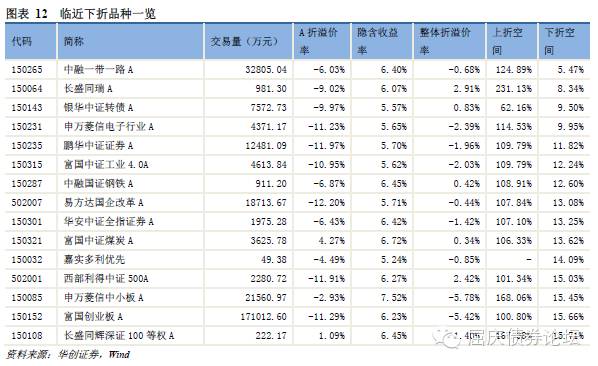 图表 12 临近下折品种一览
代码 简称 交易量（万元） A 折溢价率 隐含收益率 整体折溢价率 上折空间 下折空间
150265 中融一带一路 A 32805.04 -6.03% 6.40% -0.68% 124.89% 5.47%
150064 长盛同瑞 A 981.30 -9.02% 6.07% 2.91% 231.13% 8.34%
150143 银华中证转债 A 7572.73 -9.97% 5.57% 0.83% 62.16% 9.50%
150231 申万菱信电子行业 A 4371.17 -11.23% 5.65% -2.39% 114.53% 9.95%
150235 鹏华中证证券 A 12481.09 -11.97% 5.70% -1.96% 109.79% 11.82%
150315 富国中证工业 4.0A 4613.84 -10.95% 5.62% -2.03% 109.79% 12.24%
150287 中融国证钢铁 A 911.20 -6.87% 6.45% 0.42% 108.91% 12.60%
502007 易方达国企改革 A 18713.67 -12.20% 5.71% -0.44% 107.84% 13.08%
150301 华安中证全指证券 A 1975.28 -6.43% 6.42% -1.42% 107.10% 13.25%
150321 富国中证煤炭 A 3625.78 4.27% 6.72% 0.34% 106.33% 13.62%
150032 嘉实多利优先 49.38 -4.49% 5.24% -0.85% - 14.09%
502001 西部利得中证 500A 2280.72 -11.91% 6.27% 2.42% 101.34% 15.03%
150085 申万菱信中小板 A 21560.97 -2.93% 7.52% -5.78% 168.06% 15.45%
150152 富国创业板 A 171012.60 -11.29% 6.23% -5.42% 100.80% 15.66%
150108 长盛同辉深证 100 等权 A 222.17 1.09% 6.45%
屈庆债券论坛
资料来源：华创证券，Wind